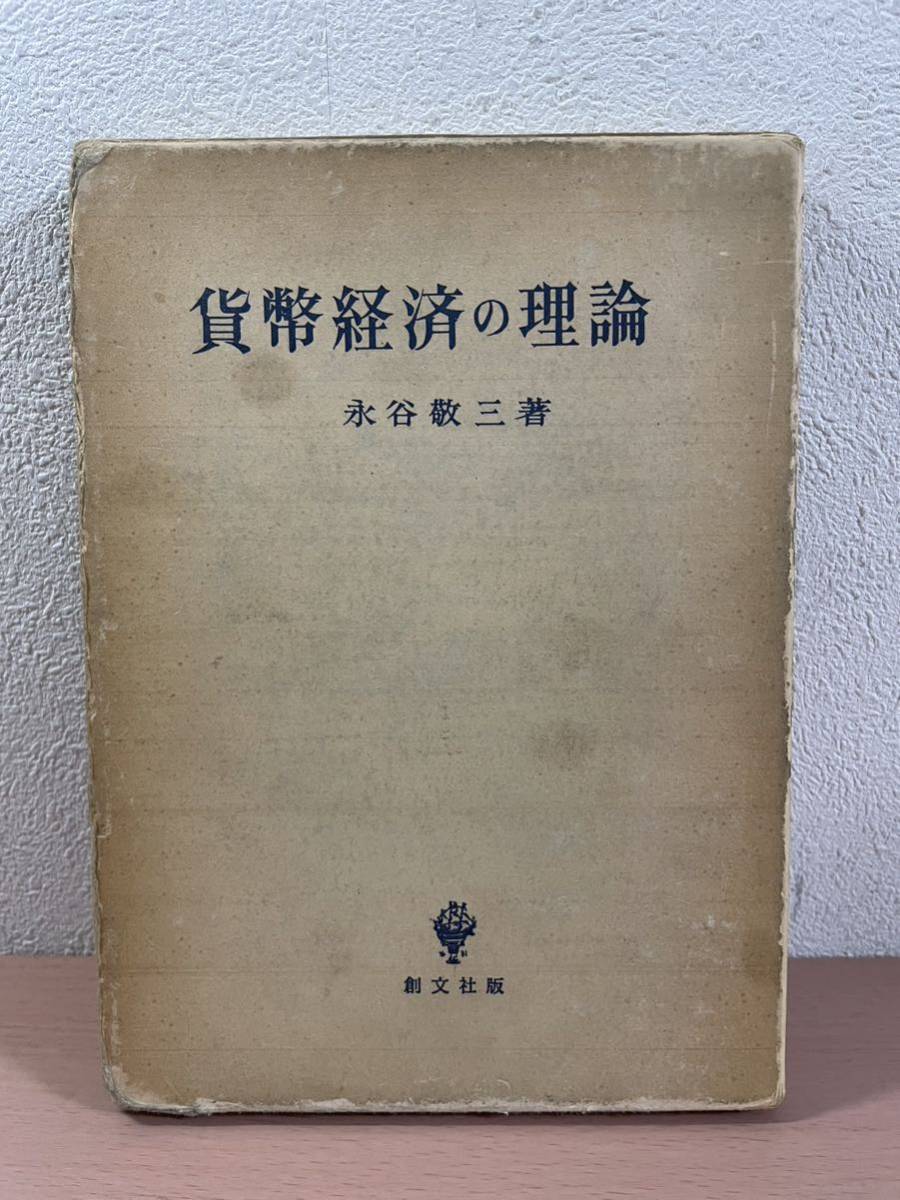 貨幣経済の理論
永谷敬三著
創文社版